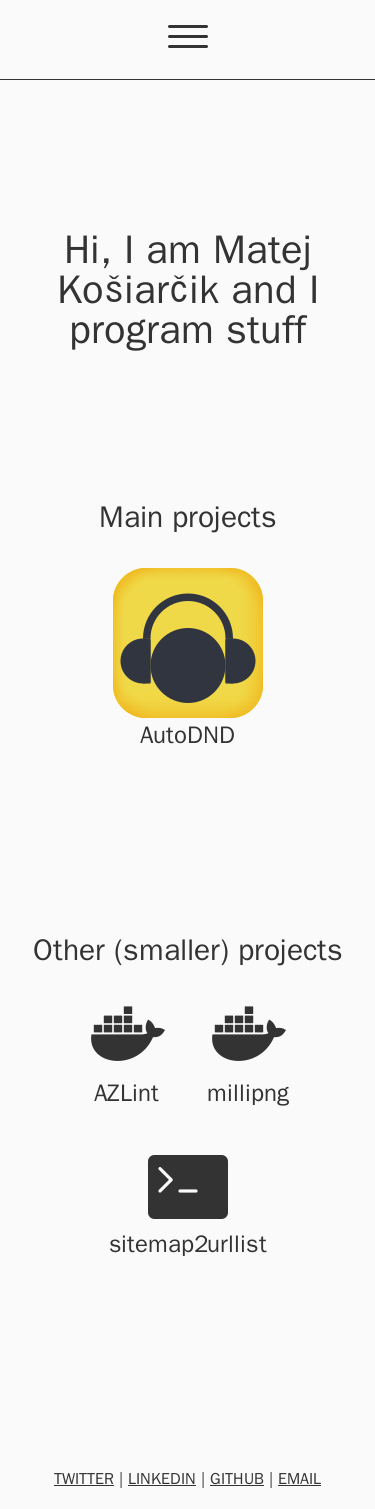 Hi, I am Matej
Košiarčik and I
program stuff
Main projects
AutoDND
Other (smaller) projects
AZLint millipng
sitemap2urllist
TWITTER | LINKEDIN | GITHUB | EMAIL